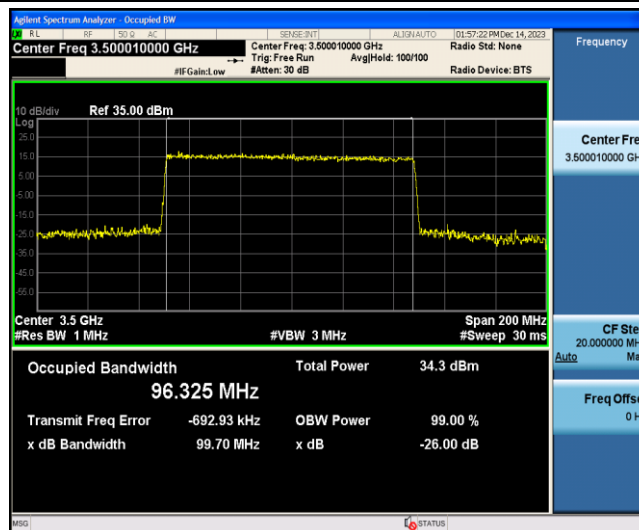 Agilent Spectrum Analyzer - Occupied BW
RL RF 50 Ω AC SENSE:INT ALIGNAUTO 01:57:22 PM Dec 14, 2023
Center Freq 3.500010000 GHz
Center Freq: 3.500010000 GHz Radio Std: None
Trig: Free Run Avg|Hold: 100/100
#IFGain:Low #Atten: 30 dB Radio Device: BTS
Frequency
10 dB/div Ref 35.00 dBm
Log
25.0
15.0
5.00
-5.00
-15.0
-25.0
-35.0
-45.0
-55.0
Center 3.5 GHz Span 200 MHz
#Res BW 1 MHz #VBW 3 MHz #Sweep 30 ms
Occupied Bandwidth Total Power 34.3 dBm
96.325 MHz
Transmit Freq Error -692.93 kHz OBW Power 99.00 %
x dB Bandwidth 99.70 MHz x dB -26.00 dB
Center Fre
3.500010000 GH
CF Ste
20.000000 MH
Auto Ma
Freq Offse
0 H
MSG STATUS